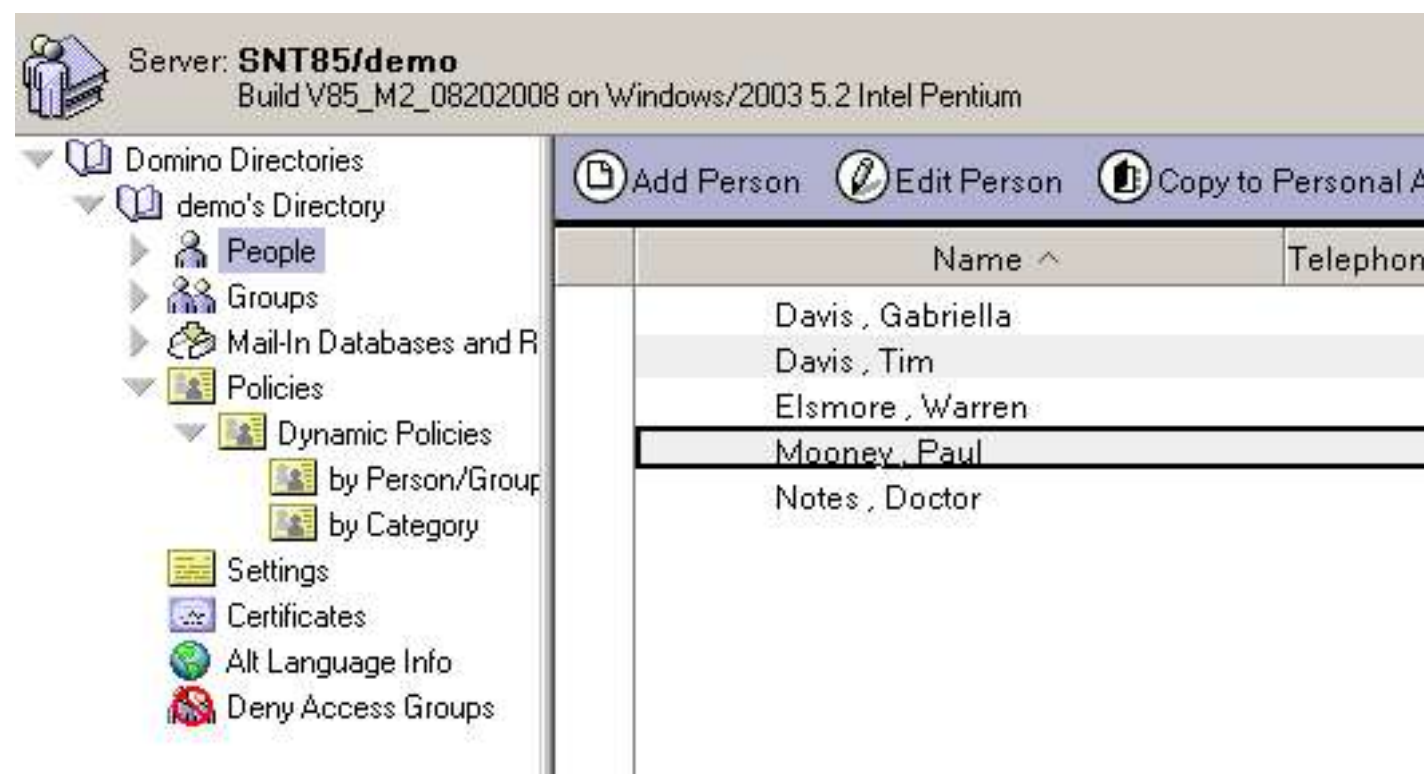 Server: SNT85/demo
Build V85_M2_08202008 on Windows/2003 5.2 Intel Pentium
Domino Directories
demo's Directory
People
Groups
Mail-In Databases and R
Policies
Dynamic Policies
by Person/Group
by Category
Settings
Certificates
Alt Language Info
Deny Access Groups
Add Person Edit Person Copy to Personal A
Name Telephon
Davis , Gabriella
Davis , Tim
Elsmore , Warren
Mooney , Paul
Notes , Doctor